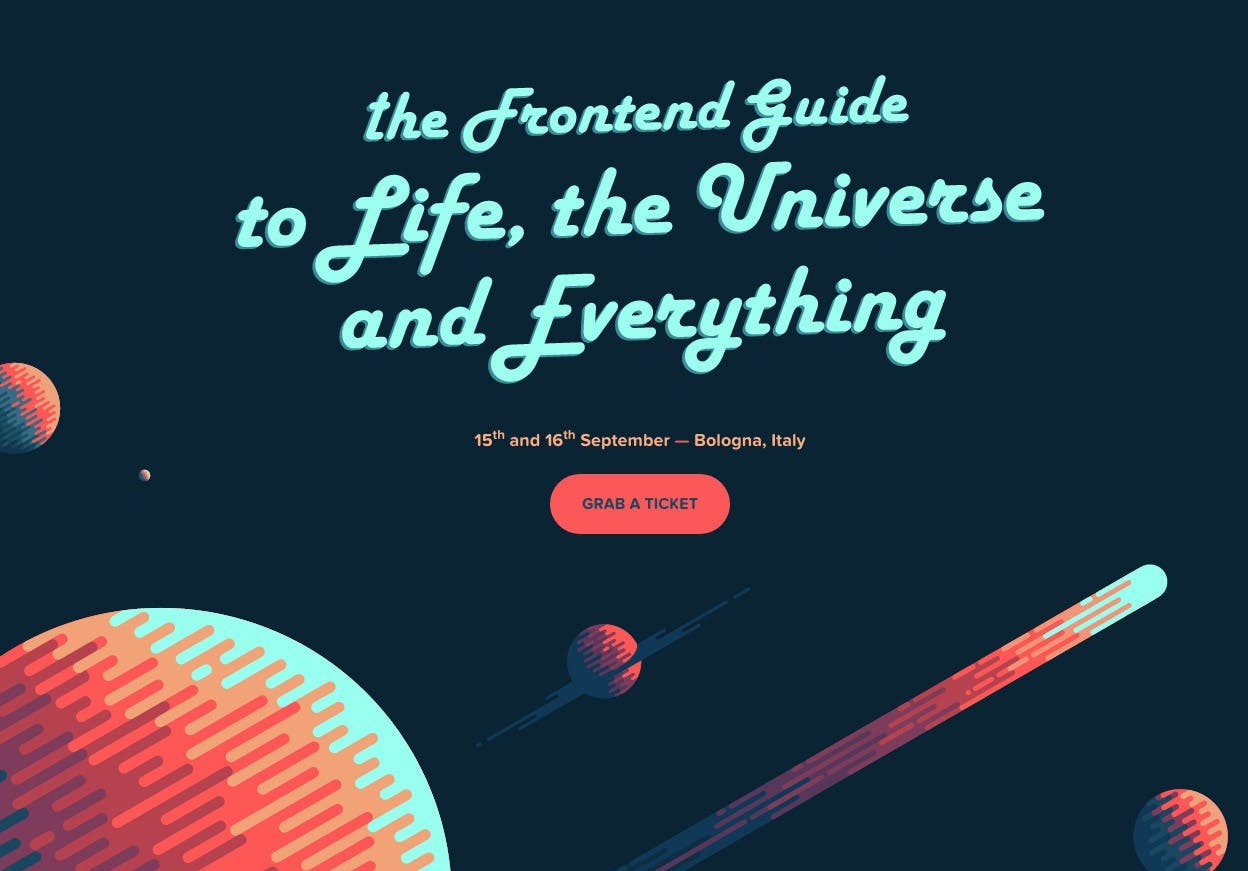 the Frontend Guide
to Life, the Universe
and Everything
15th and 16th September — Bologna, Italy
GRAB A TICKET